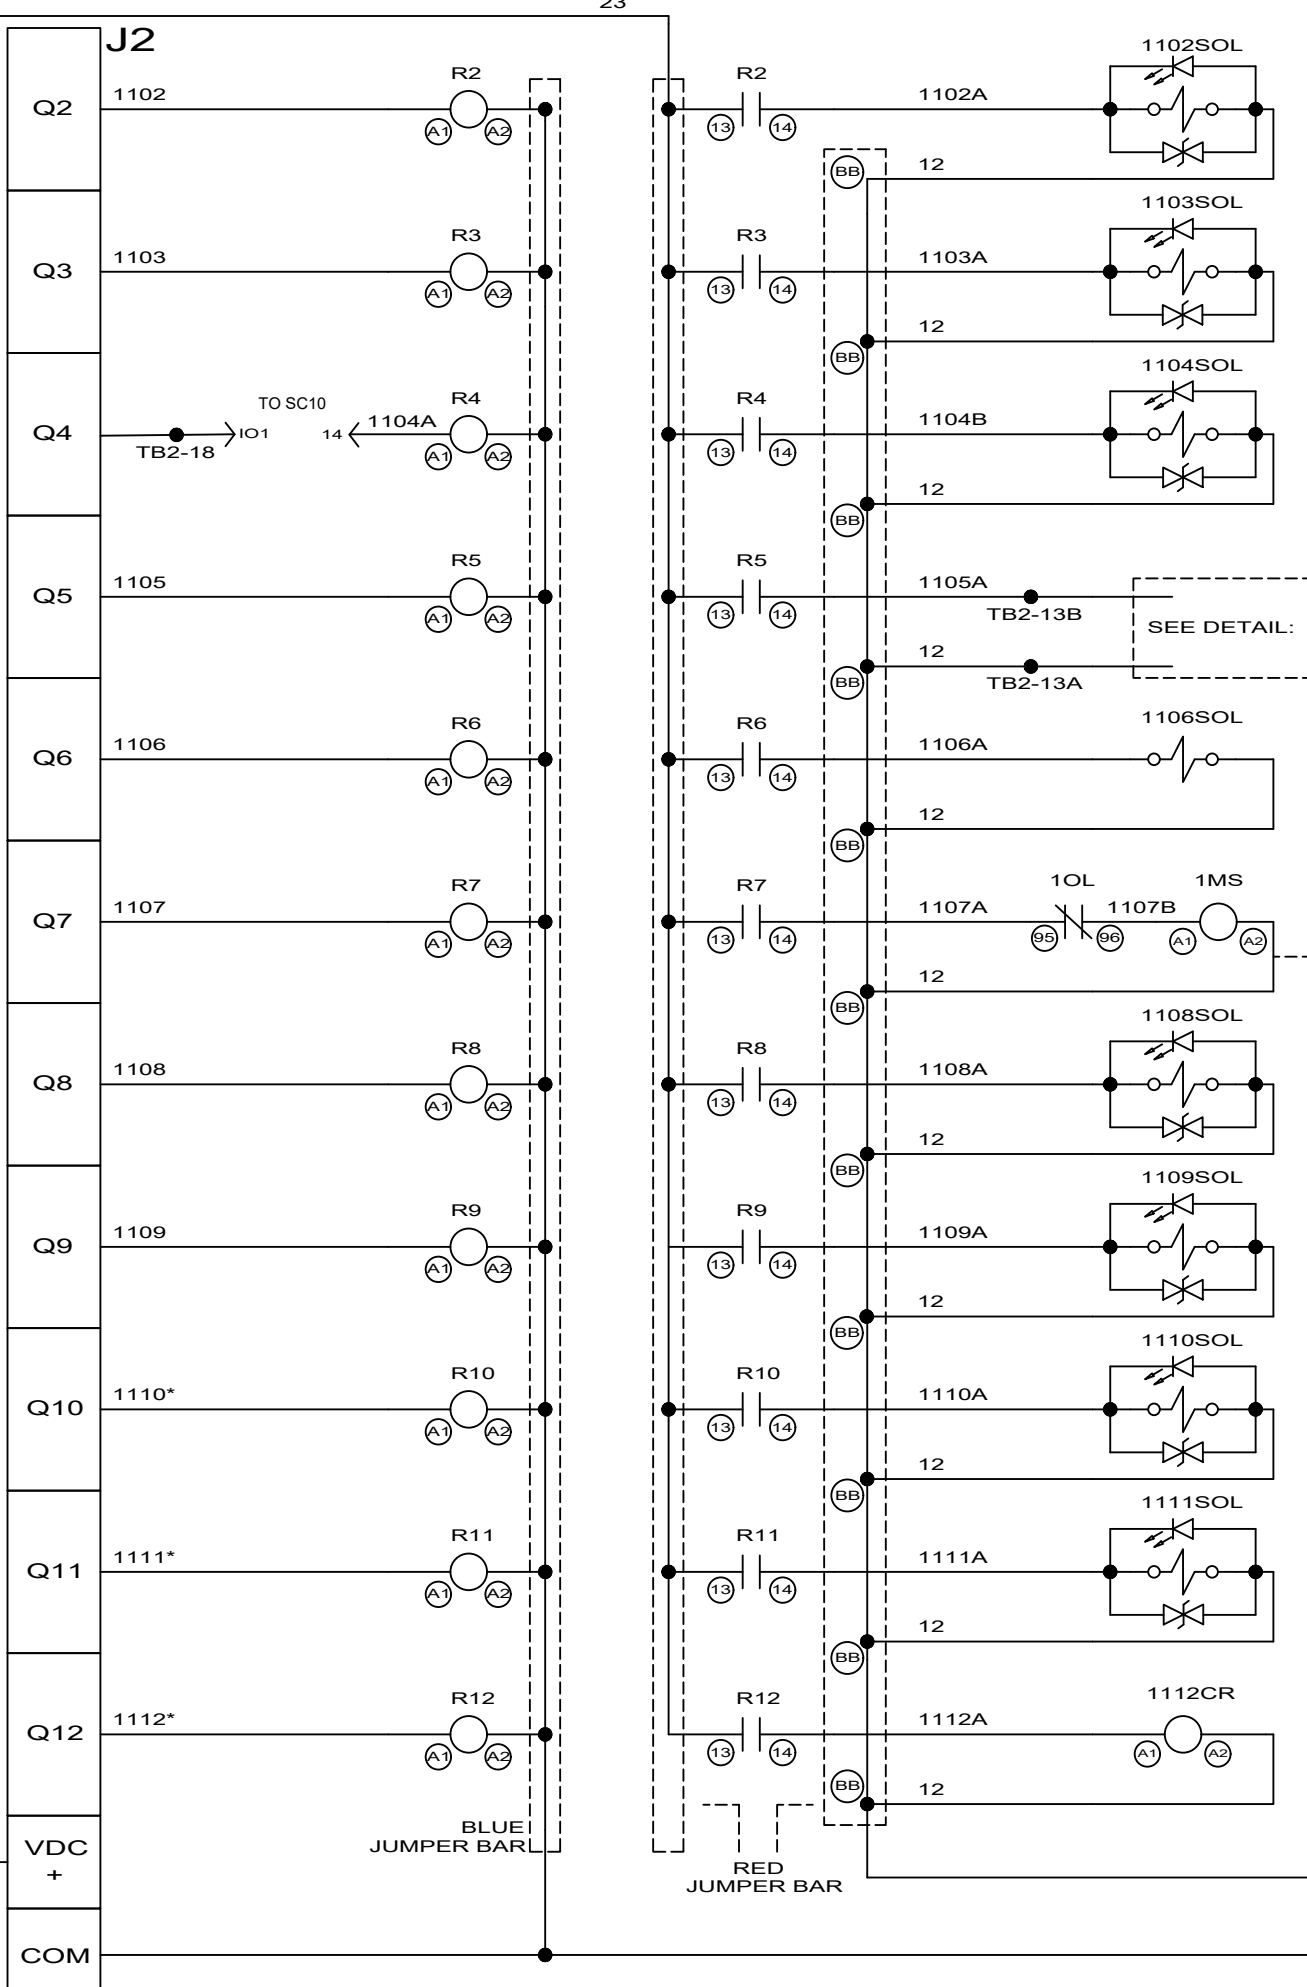 23
J2
1102SOL
Q2 1102 R2 R2 1102A
A1 A2 13 14
BB 12
1103SOL
Q3 1103 R3 R3 1103A
A1 A2 13 14
12
BB
1104SOL
TO SC10
Q4 IO1 14 1104A R4 R4 1104B
TB2-18 A1 A2 13 14
12
BB
Q5 1105 R5 R5 1105A
A1 A2 13 14 TB2-13B
SEE DETAIL:
12
BB TB2-13A
1106SOL
Q6 1106 R6 R6 1106A
A1 A2 13 14
12
BB
1OL 1MS
Q7 1107 R7 R7 1107A 1107B
A1 A2 13 14 95 96 A1 A2
12
BB
1108SOL
Q8 1108 R8 R8 1108A
A1 A2 13 14
12
BB
1109SOL
Q9 1109 R9 R9 1109A
A1 A2 13 14
12
BB
1110SOL
Q10 1110* R10 R10 1110A
A1 A2 13 14
12
BB
1111SOL
Q11 1111* R11 R11 1111A
A1 A2 13 14
12
BB
1112CR
Q12 1112* R12 R12 1112A
A1 A2 13 14 A1 A2
BB 12
BLUE
JUMPER BAR
VDC
+
RED
JUMPER BAR
COM